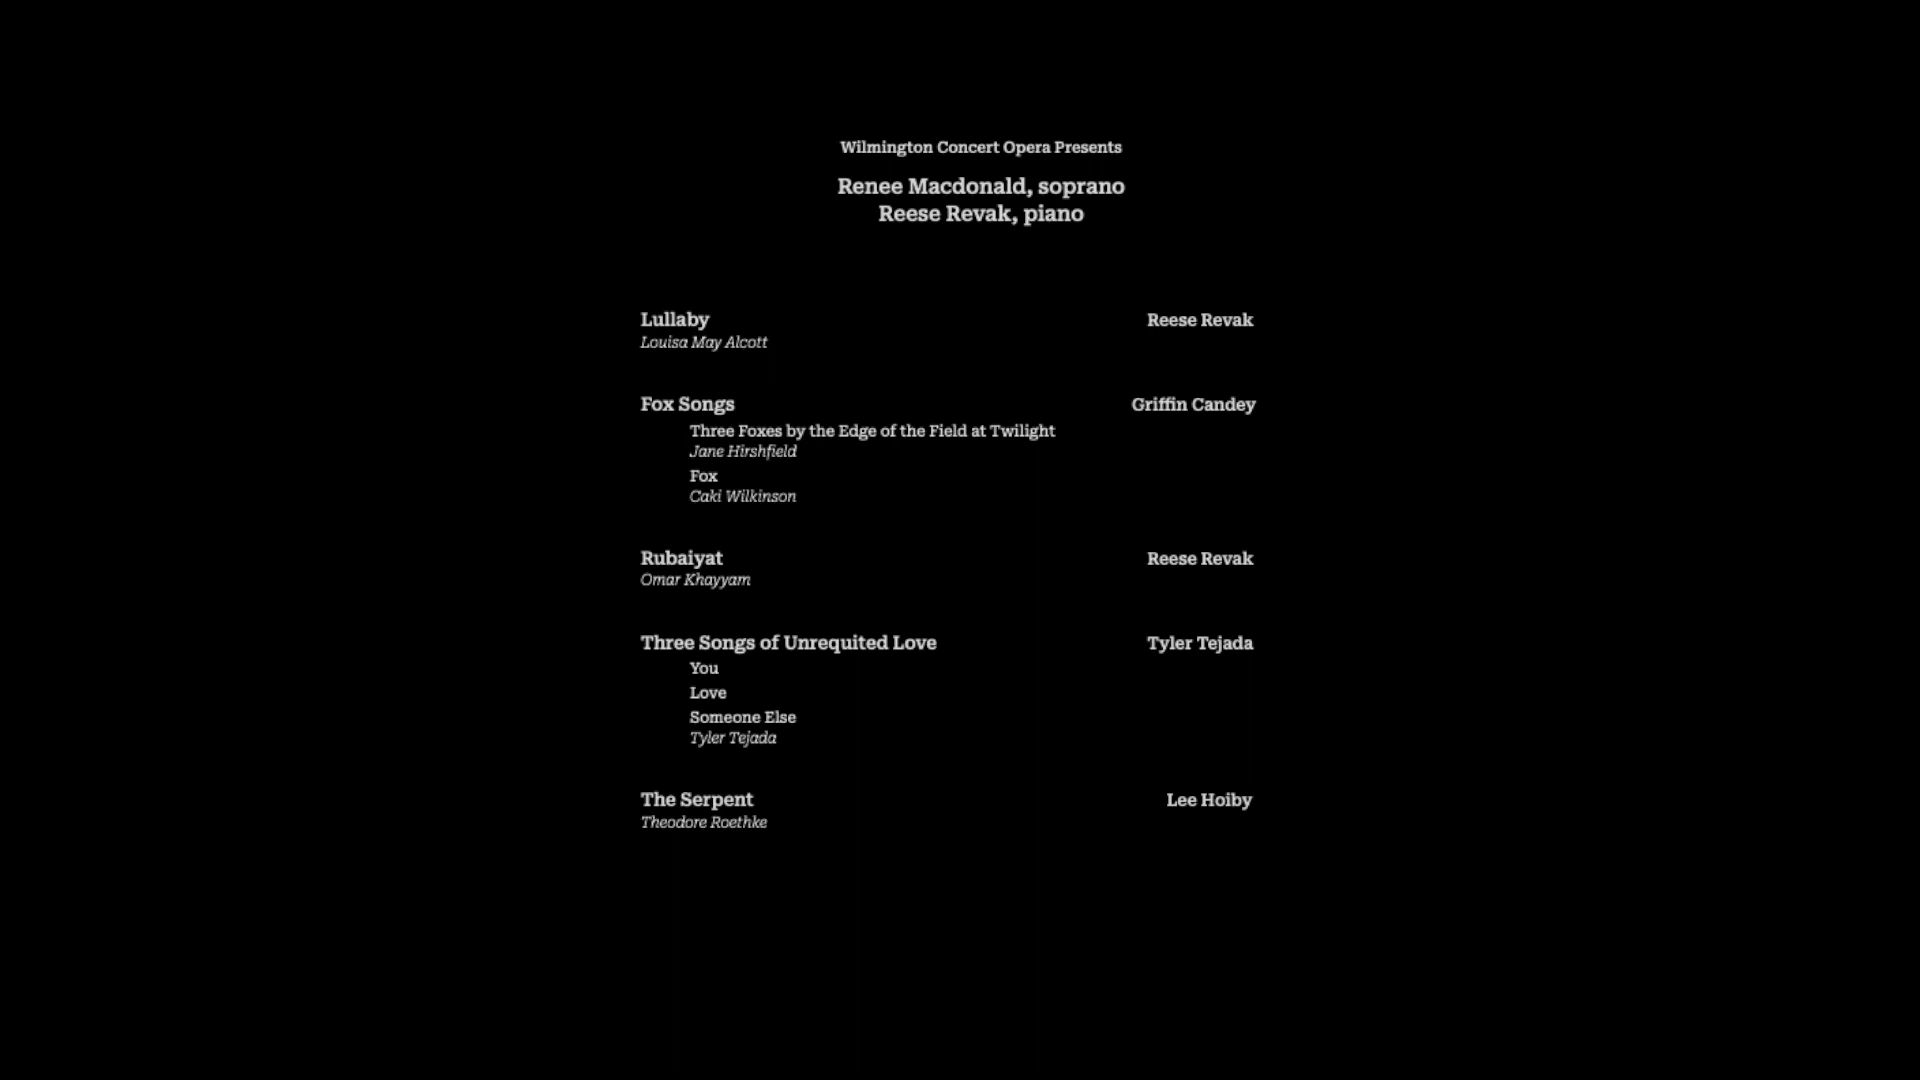 Wilmington Concert Opera Presents
Renee Macdonald, soprano
Reese Revak, piano
Lullaby Reese Revak
Louisa May Alcott
Fox Songs Griffin Candey
Three Foxes by the Edge of the Field at Twilight
Jane Hirshfield
Fox
Caki Wilkinson
Rubaiyat Reese Revak
Omar Khayyam
Three Songs of Unrequited Love Tyler Tejada
You
Love
Someone Else
Tyler Tejada
The Serpent Lee Hoiby
Theodore Roethke